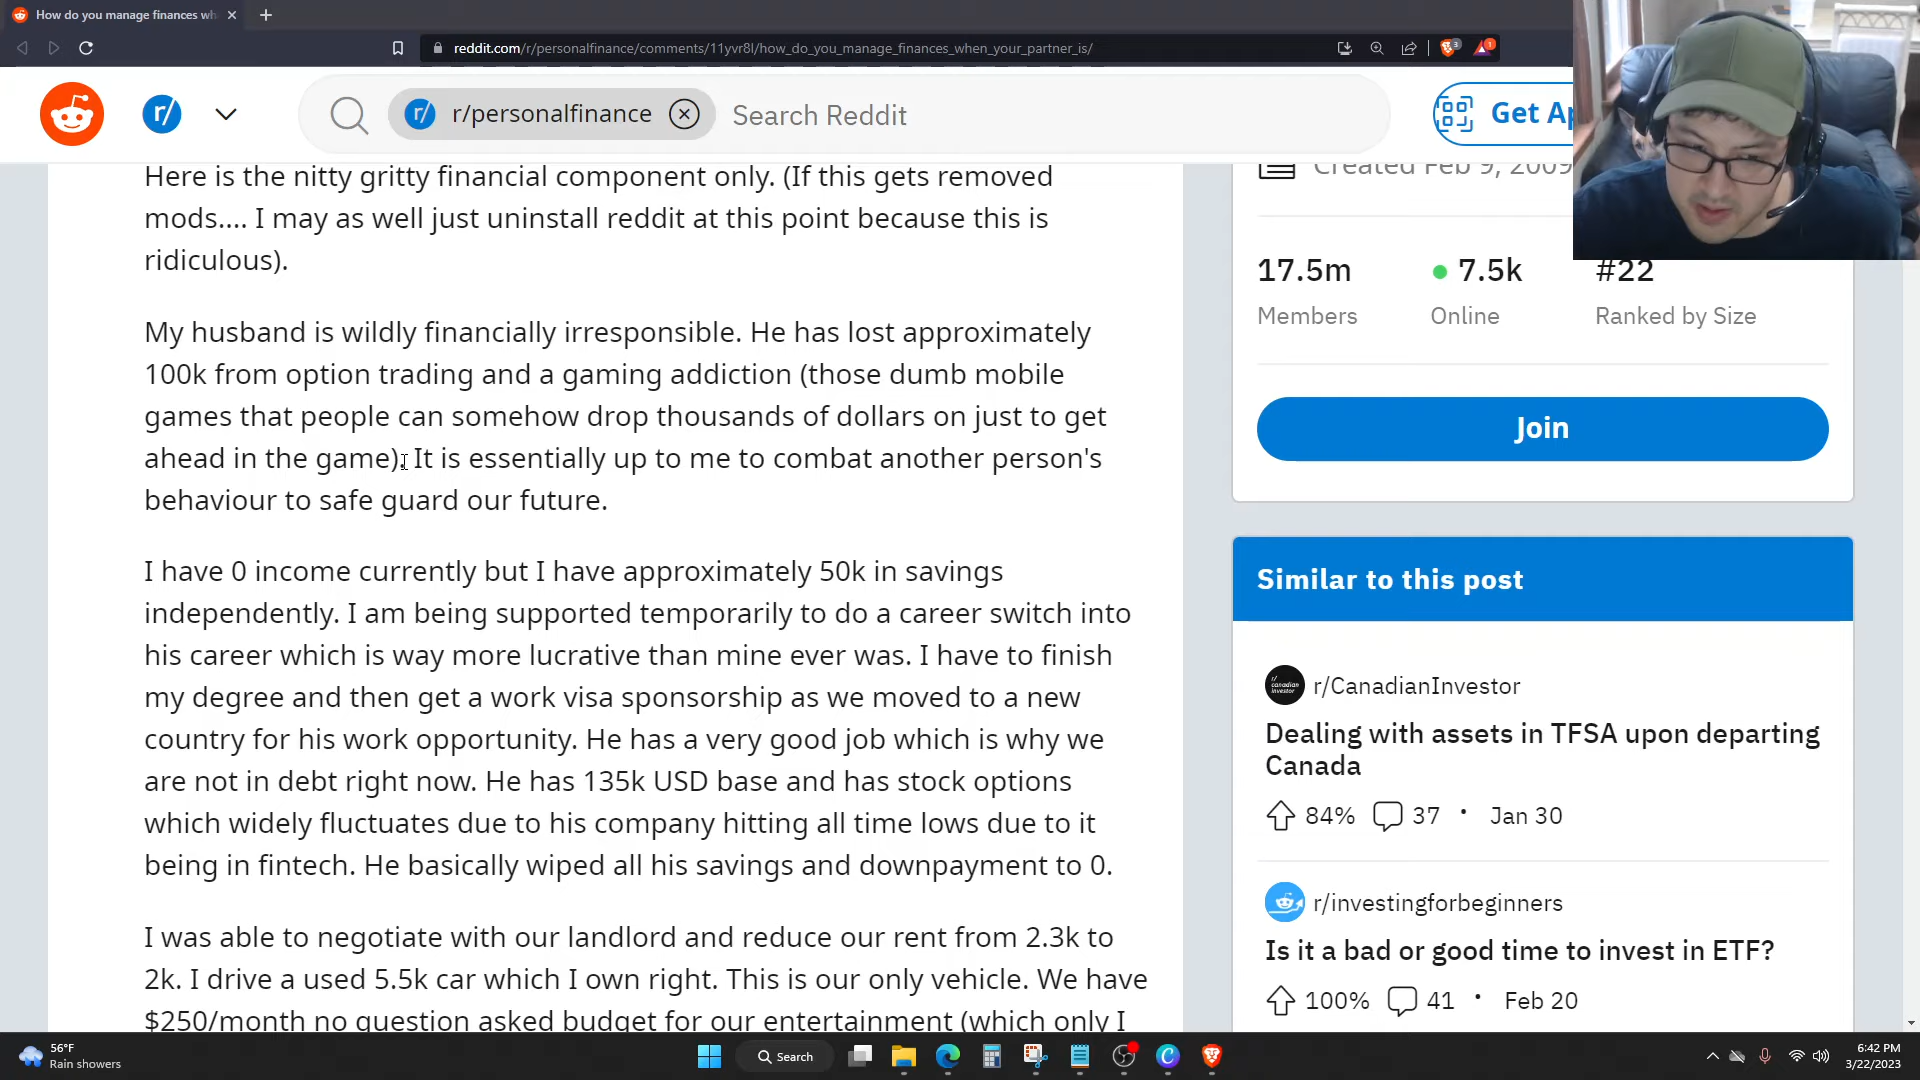 How do you manage finances wh
reddit.com/r/personalfinance/comments/11yvr8l/how_do_you_manage_finances_when_your_partner_is/
3
1
r/
r/
r/personalfinance
Search Reddit
Get Ap
Here is the nitty gritty financial component only. (If this gets removed
mods.... I may as well just uninstall reddit at this point because this is
ridiculous).
My husband is wildly financially irresponsible. He has lost approximately
100k from option trading and a gaming addiction (those dumb mobile
games that people can somehow drop thousands of dollars on just to get
ahead in the game). It is essentially up to me to combat another person's
behaviour to safe guard our future.
I have 0 income currently but I have approximately 50k in savings
independently. I am being supported temporarily to do a career switch into
his career which is way more lucrative than mine ever was. I have to finish
my degree and then get a work visa sponsorship as we moved to a new
country for his work opportunity. He has a very good job which is why we
are not in debt right now. He has 135k USD base and has stock options
which widely fluctuates due to his company hitting all time lows due to it
being in fintech. He basically wiped all his savings and downpayment to 0.
I was able to negotiate with our landlord and reduce our rent from 2.3k to
2k. I drive a used 5.5k car which I own right. This is our only vehicle. We have
$250/month no question asked budget for our entertainment (which only I
Created Feb 9, 2009
17.5m
7.5k
#22
Members
Online
Ranked by Size
Join
Similar to this post
r/CanadianInvestor
Dealing with assets in TFSA upon departing
Canada
84%
37
•
Jan 30
r/investingforbeginners
Is it a bad or good time to invest in ETF?
100%
41
•
Feb 20
56°F
Rain showers
Search
6:42 PM
3/22/2023